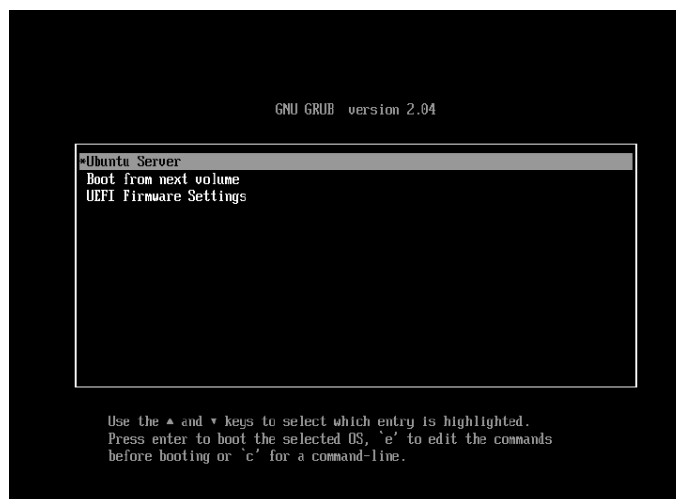 GNU GRUB version 2.04
*Ubuntu Server
Boot from next volume
UEFI Firmware Settings
Use the ▲ and ▼ keys to select which entry is highlighted.
Press enter to boot the selected OS, `e' to edit the commands
before booting or `c' for a command-line.